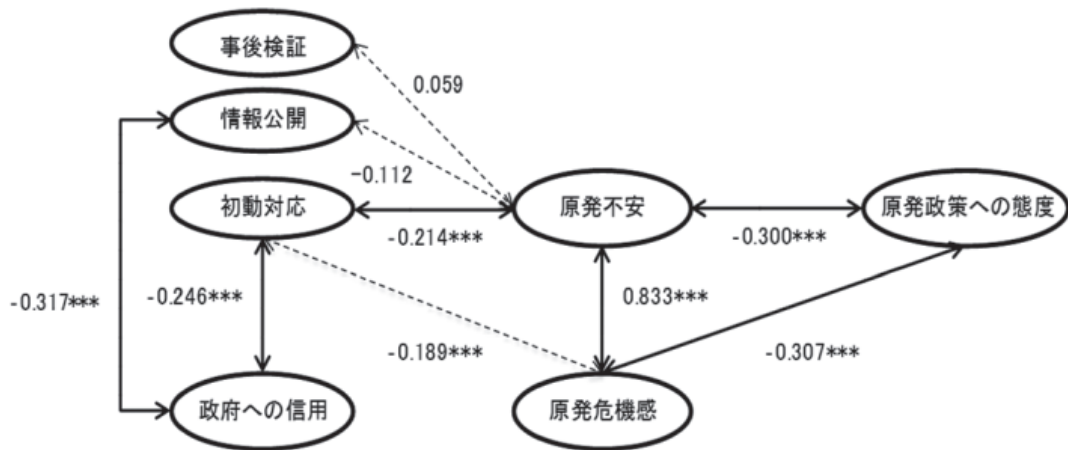 事後検証
0.059
情報公開
-0.112
初動対応
原発不安
原発政策への態度
-0.214***
-0.300***
-0.317***
-0.246***
0.833***
-0.189***
-0.307***
政府への信用
原発危機感